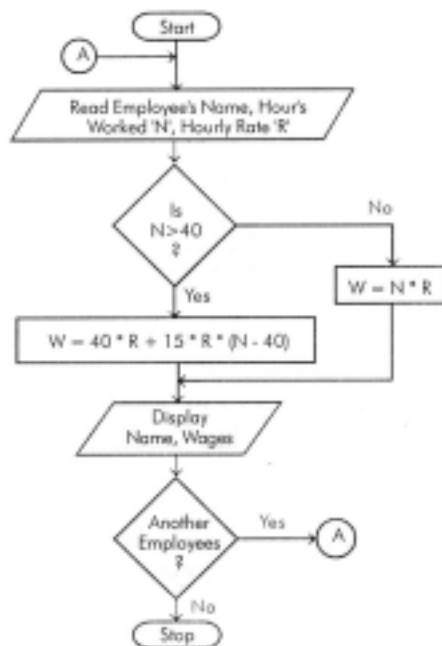 Start
A
Read Employee's Name, Hour's
Worked 'N', Hourly Rate 'R'
Is
N>40
?
No
Yes
W = N * R
W = 40 * R + 15 * R * (N - 40)
Display
Name, Wages
Another
Employees
?
Yes
A
No
Stop